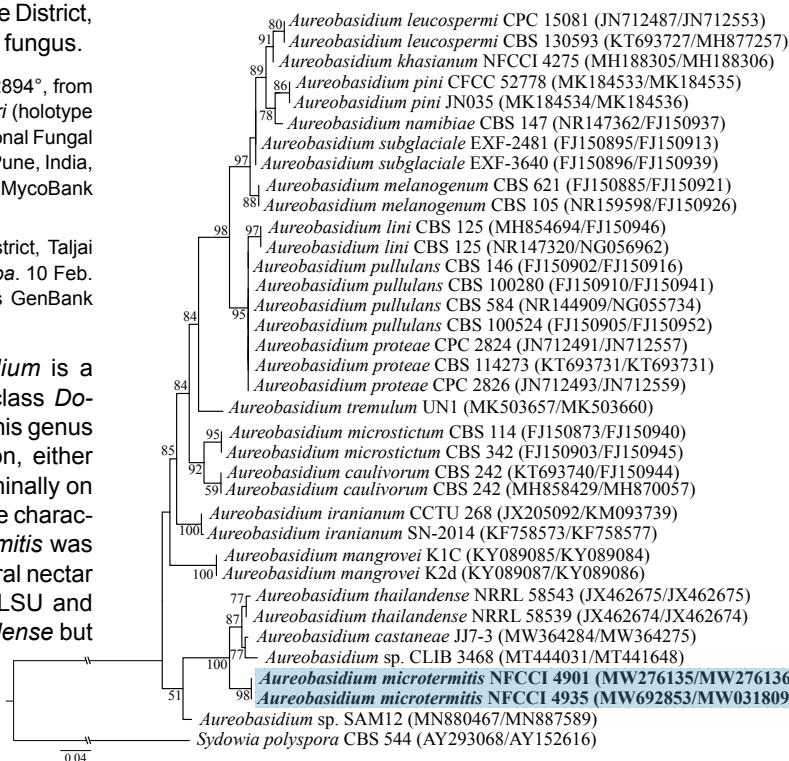 e District,
fungus.
2894°, from
ri (holotype
onal Fungal
Pune, India,
MycoBank
strict, Taljai
pa. 10 Feb.
s GenBank
dium is a
class Do-
his genus
on, either
minally on
e charac-
mitis was
ral nectar
LSU and
dense but
80 Aureobasidium leucospermi CPC 15081 (JN712487/JN712553)
91 Aureobasidium leucospermi CBS 130593 (KT693727/MH877257)
Aureobasidium khasianum NFCCI 4275 (MH188305/MH188306)
89 86 Aureobasidium pini CFCC 52778 (MK184533/MK184535)
Aureobasidium pini JN035 (MK184534/MK184536)
78 Aureobasidium namibiae CBS 147 (NR147362/FJ150937)
Aureobasidium subglaciale EXF-2481 (FJ150895/FJ150913)
97 Aureobasidium subglaciale EXF-3640 (FJ150896/FJ150939)
Aureobasidium melanogenum CBS 621 (FJ150885/FJ150921)
88 Aureobasidium melanogenum CBS 105 (NR159598/FJ150926)
98 97 Aureobasidium lini CBS 125 (MH854694/FJ150946)
Aureobasidium lini CBS 125 (NR147320/NG056962)
Aureobasidium pullulans CBS 146 (FJ150902/FJ150916)
Aureobasidium pullulans CBS 100280 (FJ150910/FJ150941)
95 Aureobasidium pullulans CBS 584 (NR144909/NG055734)
84 Aureobasidium pullulans CBS 100524 (FJ150905/FJ150952)
Aureobasidium proteae CPC 2824 (JN712491/JN712557)
Aureobasidium proteae CBS 114273 (KT693731/KT693731)
84 Aureobasidium proteae CPC 2826 (JN712493/JN712559)
Aureobasidium tremulum UN1 (MK503657/MK503660)
95 Aureobasidium microstictum CBS 114 (FJ150873/FJ150940)
85 Aureobasidium microstictum CBS 342 (FJ150903/FJ150945)
92 Aureobasidium caulivorum CBS 242 (KT693740/FJ150944)
59 Aureobasidium caulivorum CBS 242 (MH858429/MH870057)
Aureobasidium iranianum CCTU 268 (JX205092/KM093739)
100 Aureobasidium iranianum SN-2014 (KF758573/KF758577)
Aureobasidium mangrovei K1C (KY089085/KY089084)
100 Aureobasidium mangrovei K2d (KY089087/KY089086)
77 Aureobasidium thailandense NRRL 58543 (JX462675/JX462675)
87 Aureobasidium thailandense NRRL 58539 (JX462674/JX462674)
Aureobasidium castaneae JJ7-3 (MW364284/MW364275)
100 77 Aureobasidium sp. CLIB 3468 (MT444031/MT441648)
Aureobasidium microtermitis NFCCI 4901 (MW276135/MW276136
51 98 Aureobasidium microtermitis NFCCI 4935 (MW692853/MW031809
Aureobasidium sp. SAM12 (MN880467/MN887589)
Sydowia polyspora CBS 544 (AY293068/AY152616)
0.04